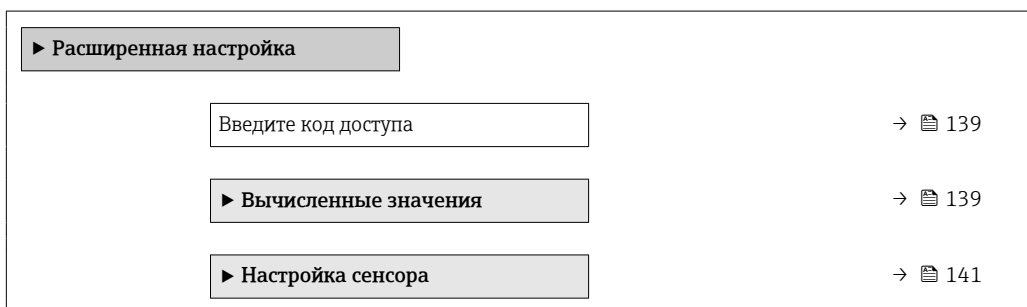 ▶ Расширенная настройка
Введите код доступа → 139
▶ Вычисленные значения → 139
▶ Настройка сенсора → 141